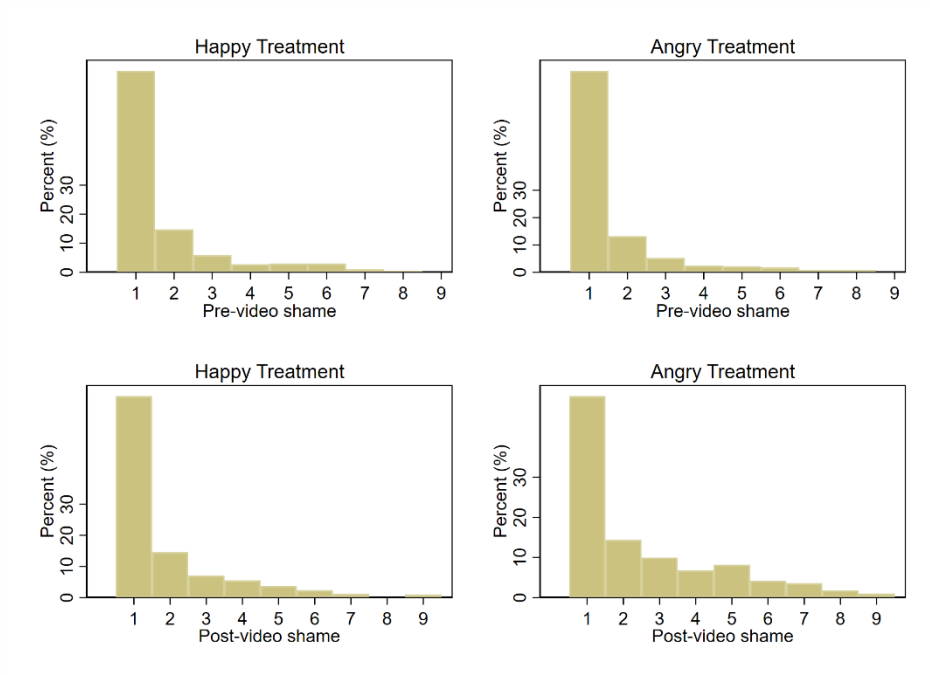 Happy Treatment
Percent (%)
0 10 20 30
1 2 3 4 5 6 7 8 9
Pre-video shame
Angry Treatment
Percent (%)
0 10 20 30
1 2 3 4 5 6 7 8 9
Pre-video shame
Happy Treatment
Percent (%)
0 10 20 30
1 2 3 4 5 6 7 8 9
Post-video shame
Angry Treatment
Percent (%)
0 10 20 30
1 2 3 4 5 6 7 8 9
Post-video shame